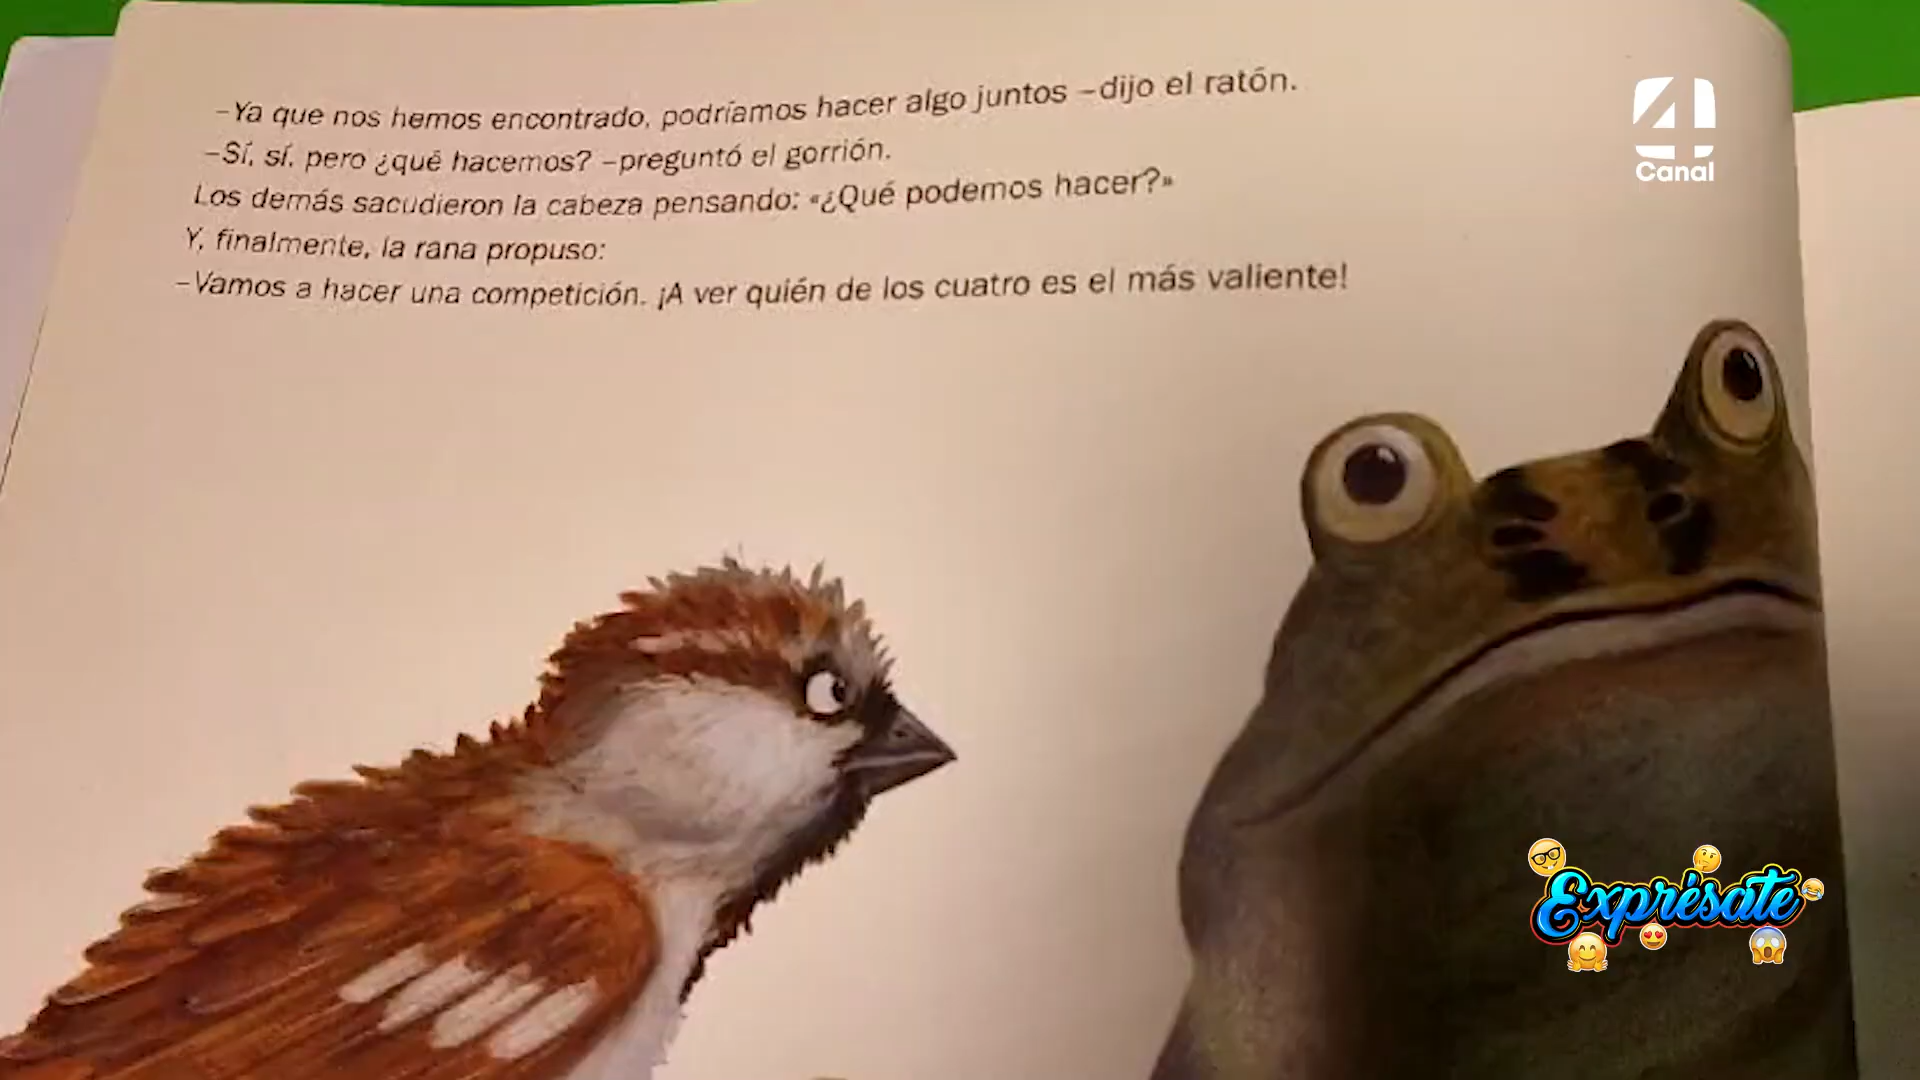 –Ya que nos hemos encontrado, podríamos hacer algo juntos –dijo el ratón.
–Sí, sí, pero ¿qué hacemos? –preguntó el gorrión.
Los demás sacudieron la cabeza pensando: «¿Qué podemos hacer?»
Y, finalmente, la rana propuso:
–Vamos a hacer una competición. ¡A ver quién de los cuatro es el más valiente!
4
Canal
Exprésate